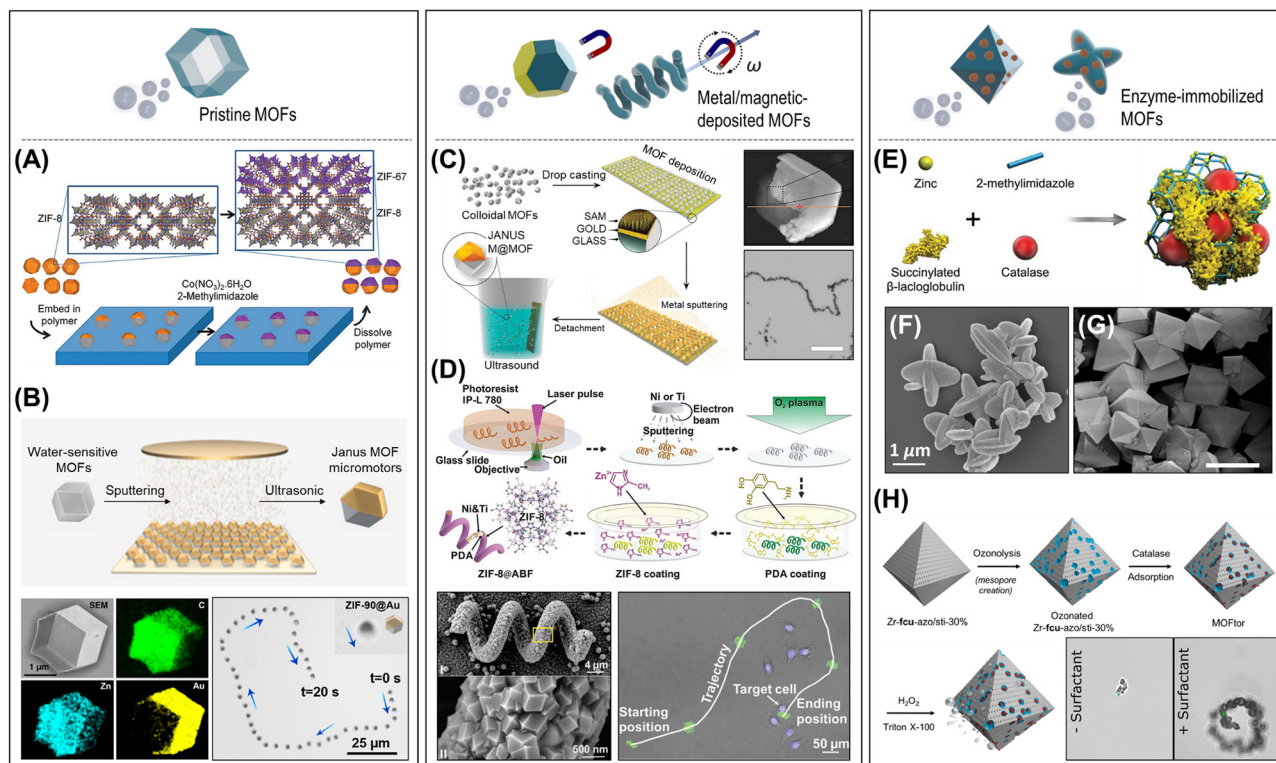 Pristine MOFs
(A)
ZIF-67
ZIF-8
ZIF-8
Co(NO3)2.6H2O
2-Methylimidazole
Embed in
polymer
Dissolve
polymer
(B)
Water-sensitive
MOFs
Sputtering
Ultrasonic
Janus MOF
micromotors
SEM
1 µm
C
Zn
Au
ZIF-90@Au
t=20 s
t=0 s
25 µm
ω
Metal/magnetic-
deposited MOFs
(C)
Colloidal MOFs
Drop casting
MOF deposition
SAM
GOLD
GLASS
JANUS
M@MOF
Metal sputtering
Detachment
Ultrasound
(D)
Photoresist
IP-L 780
Laser pulse
Glass slide
Objective
Oil
Ni or Ti
Electron
beam
Sputtering
O2 plasma
Zn2+
N
CH3
N
H
HO
HO
NH2
Ni&Ti
PDA
ZIF-8
ZIF-8@ABF
ZIF-8 coating
PDA coating
I
4 µm
II
500 nm
Starting
position
Trajectory
Target cell
Ending
position
50 µm
Enzyme-immobilized
MOFs
(E)
Zinc
2-methylimidazole
+
Succinylated
β-lacloglobulin
Catalase
(F)
1 µm
(G)
(H)
Zr-fcu-azo/sti-30%
Ozonolysis
(mesopore
creation)
Ozonated
Zr-fcu-azo/sti-30%
Catalase
Adsorption
MOFtor
H2O2
Triton X-100
- Surfactant
+ Surfactant